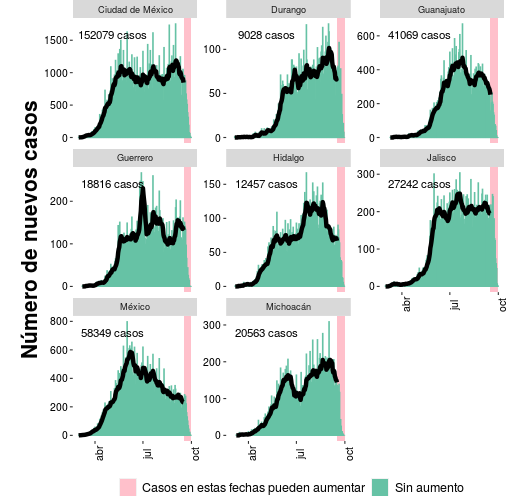 Número de nuevos casos
Ciudad de México
Durango
Guanajuato
152079 casos
9028 casos
41069 casos
1500
1000
500
0
100
50
0
600
400
200
0
Guerrero
Hidalgo
Jalisco
18816 casos
12457 casos
27242 casos
200
100
0
150
100
50
0
300
200
100
0
abr
jul
oct
México
Michoacán
58349 casos
20563 casos
800
600
400
200
0
300
200
100
0
abr
jul
oct
abr
jul
oct
Casos en estas fechas pueden aumentar
Sin aumento